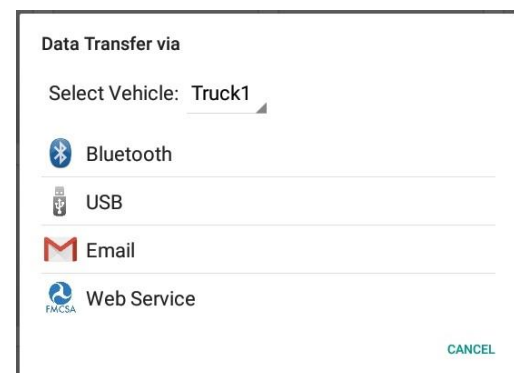 Data Transfer via
Select Vehicle: Truck1
Bluetooth
USB
Email
FMCSA Web Service
CANCEL